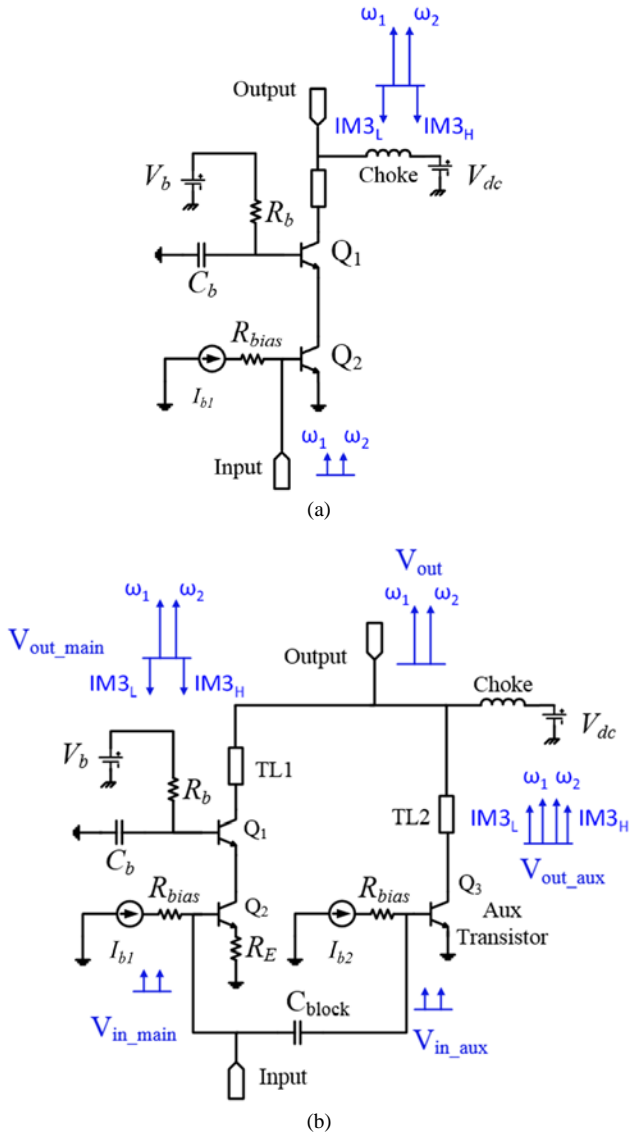 ω1 ω2
Output
IM3L IM3H
Choke
Vb
Vdc
Rb
Q1
Cb
Rbias
Q2
Ib1
ω1 ω2
Input
(a)
Vout
ω1 ω2
ω1 ω2
Vout_main
Output
IM3L IM3H
Choke
Vb
Vdc
TL1
Rb
ω1 ω2
TL2
IM3L IM3H
Cb
Q1
Vout_aux
Q3
Rbias
Q2
Rbias
Aux
Transistor
Ib1
RE
Ib2
Cblock
Vin_main
Vin_aux
Input
(b)